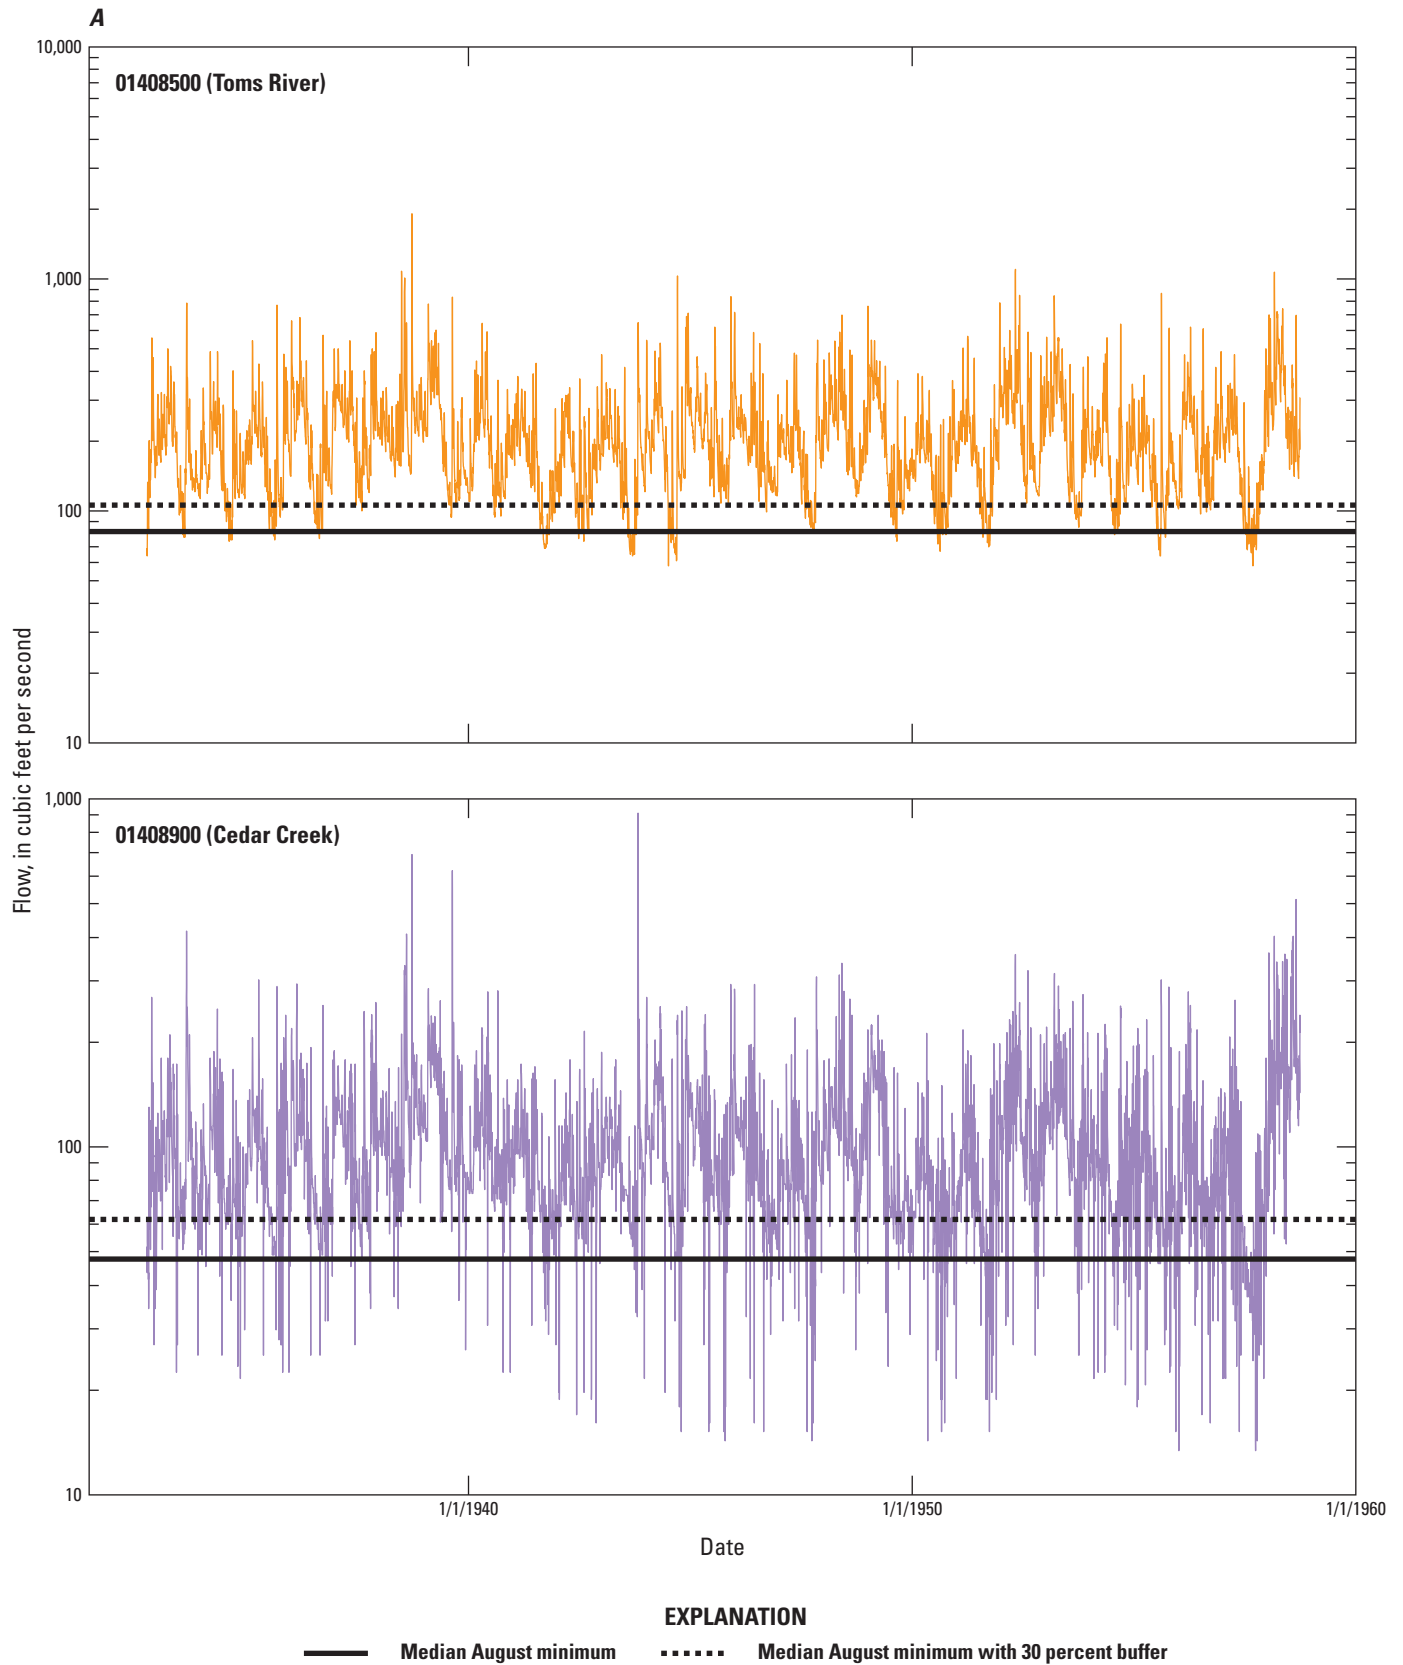 A
10,000
01408500 (Toms River)
1,000
100
10
Flow, in cubic feet per second
1,000
01408900 (Cedar Creek)
100
10
1/1/1940 1/1/1950 1/1/1960
Date
EXPLANATION
Median August minimum Median August minimum with 30 percent buffer